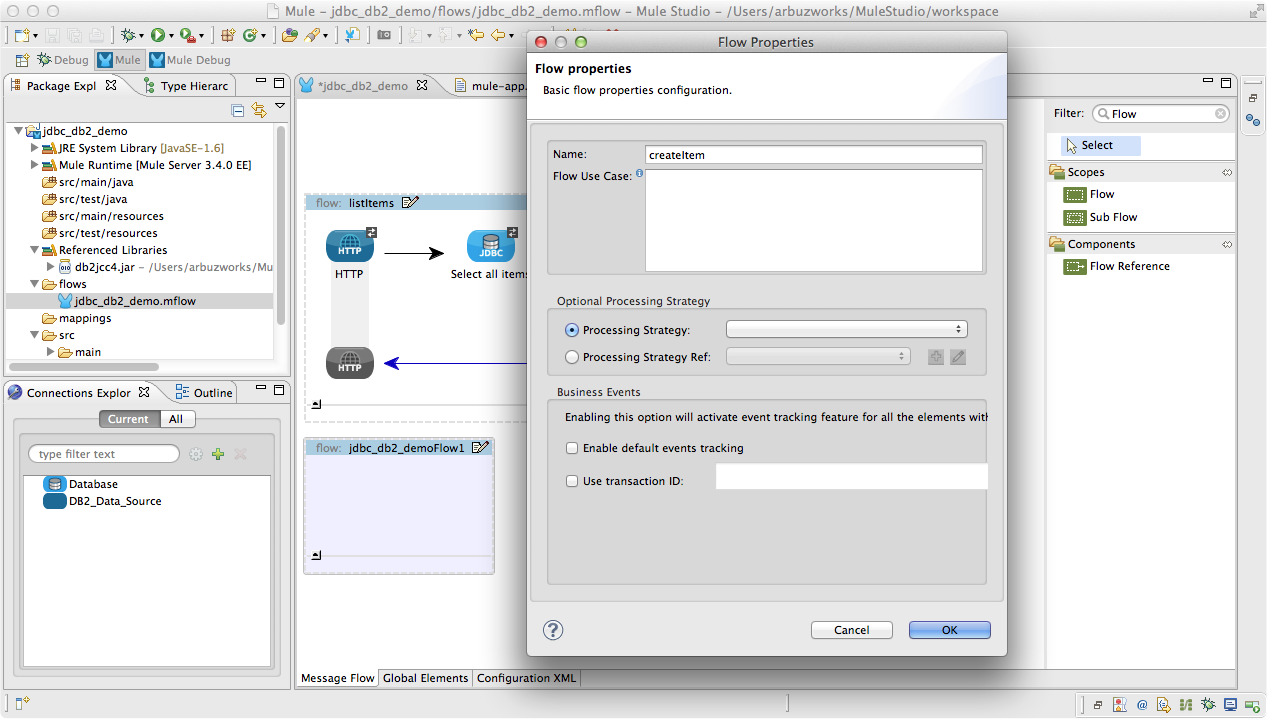 Mule – jdbc_db2_demo/flows/jdbc_db2_demo.mflow – Mule Studio – /Users/arbuzworks/MuleStudio/workspace
Debug Mule Mule Debug
Package Expl Type Hierarc
jdbc_db2_demo
JRE System Library [JavaSE-1.6]
Mule Runtime [Mule Server 3.4.0 EE]
src/main/java
src/test/java
src/main/resources
src/test/resources
Referenced Libraries
db2jcc4.jar – /Users/arbuzworks/Mu
flows
jdbc_db2_demo.mflow
mappings
src
main
Connections Explor Outline
Current All
type filter text
Database
DB2_Data_Source
*jdbc_db2_demo mule-app.
flow: listItems
HTTP JDBC
HTTP Select all items
HTTP
flow: jdbc_db2_demoFlow1
Message Flow Global Elements Configuration XML
Flow Properties
Flow properties
Basic flow properties configuration.
Name: createItem
Flow Use Case:
Optional Processing Strategy
Processing Strategy:
Processing Strategy Ref:
Business Events
Enabling this option will activate event tracking feature for all the elements with
Enable default events tracking
Use transaction ID:
? Cancel OK
Filter: Flow
Select
Scopes
Flow
Sub Flow
Components
Flow Reference